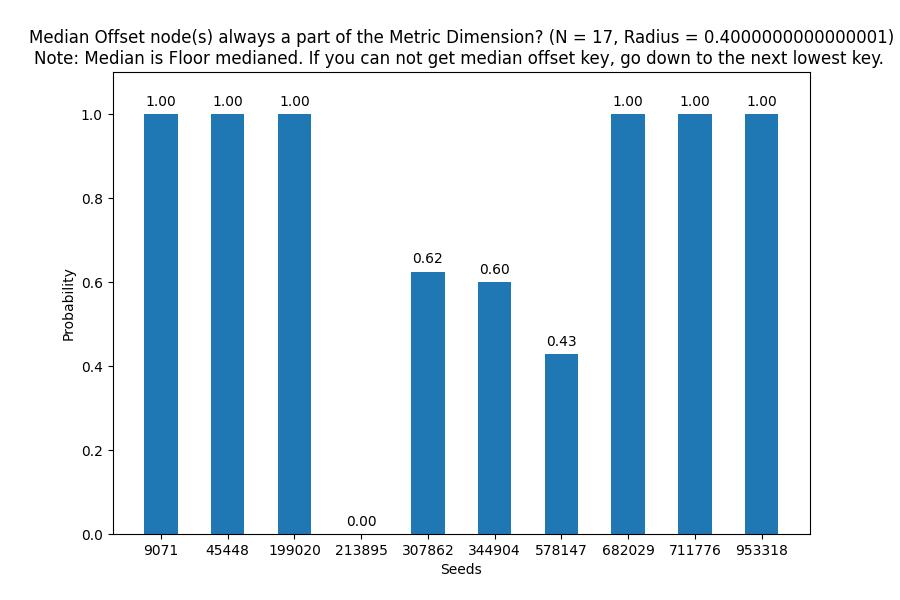 Median Offset node(s) always a part of the Metric Dimension? (N = 17, Radius = 0.4000000000000001)
Note: Median is Floor medianed. If you can not get median offset key, go down to the next lowest key.
1.00 1.00 1.00 1.00 1.00 1.00
1.0
0.8
0.62
0.60
0.6
0.43
0.4
0.2
0.00
0.0
Probability
9071 45448 199020 213895 307862 344904 578147 682029 711776 953318
Seeds